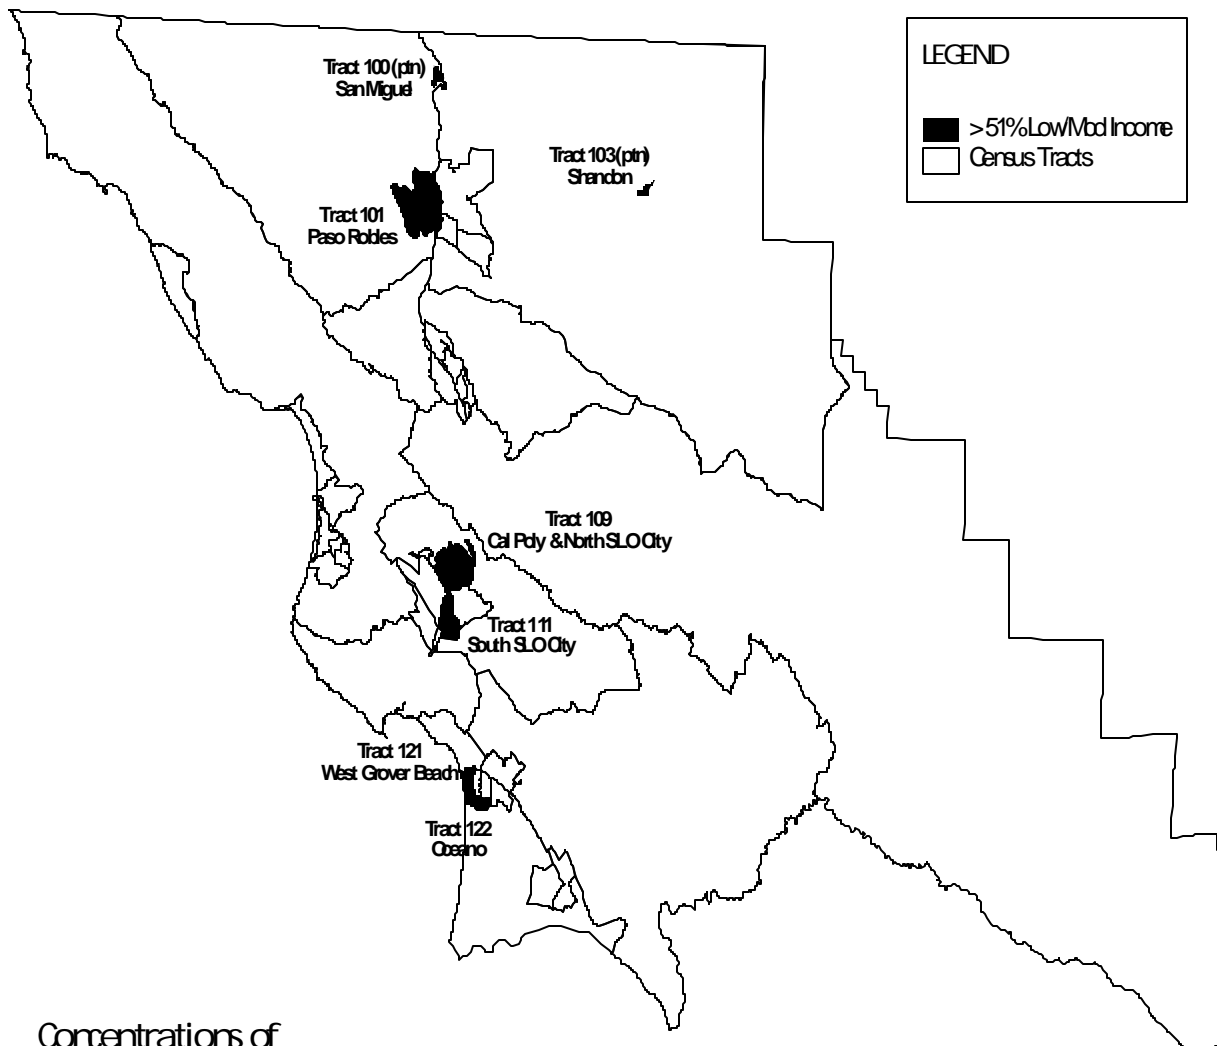 LEGEND
>51% Low/Mod Income
Census Tracts
Tract 100 (ptn)
San Miguel
Tract 103 (ptn)
Shandon
Tract 101
Paso Robles
Tract 109
Cal Poly & North SLO City
Tract 111
South SLO City
Tract 121
West Grover Beach
Tract 122
Oceano
Concentrations of